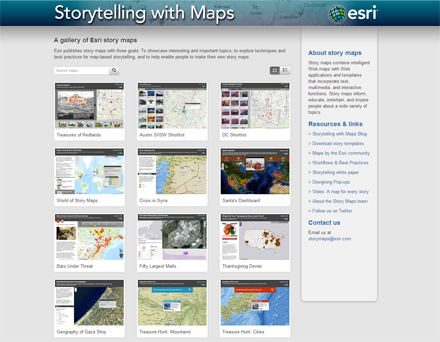 Storytelling with Maps
esri
A gallery of Esri story maps
Esri publishes story maps with three goals: To showcase interesting and important topics; to explore techniques and
best practices for map-based storytelling; and to help enable people to make their own story maps.
Search maps
Treasures of Redlands
Austin SXSW Shortlist
DC Shortlist
World of Story Maps
Crisis in Syria
Santa's Dashboard
Bats Under Threat
Fifty Largest Malls
Thanksgiving Dinner
Geography of Gaza Strip
Treasure Hunt: Mountains
Treasure Hunt: Cities
About story maps
Story maps combine intelligent
Web maps with Web
applications and templates
that incorporate text,
multimedia, and interactive
functions. Story maps inform,
educate, entertain, and inspire
people about a wide variety of
topics.
Resources & links
> Storytelling with Maps Blog
> Download story templates
> Maps by the Esri community
> Workflows & Best Practices
> Storytelling white paper
> Designing Pop-ups
> Video: A map for every story
> About the Story Maps team
> Follow us on Twitter
Contact us
Email us at
storymaps@esri.com